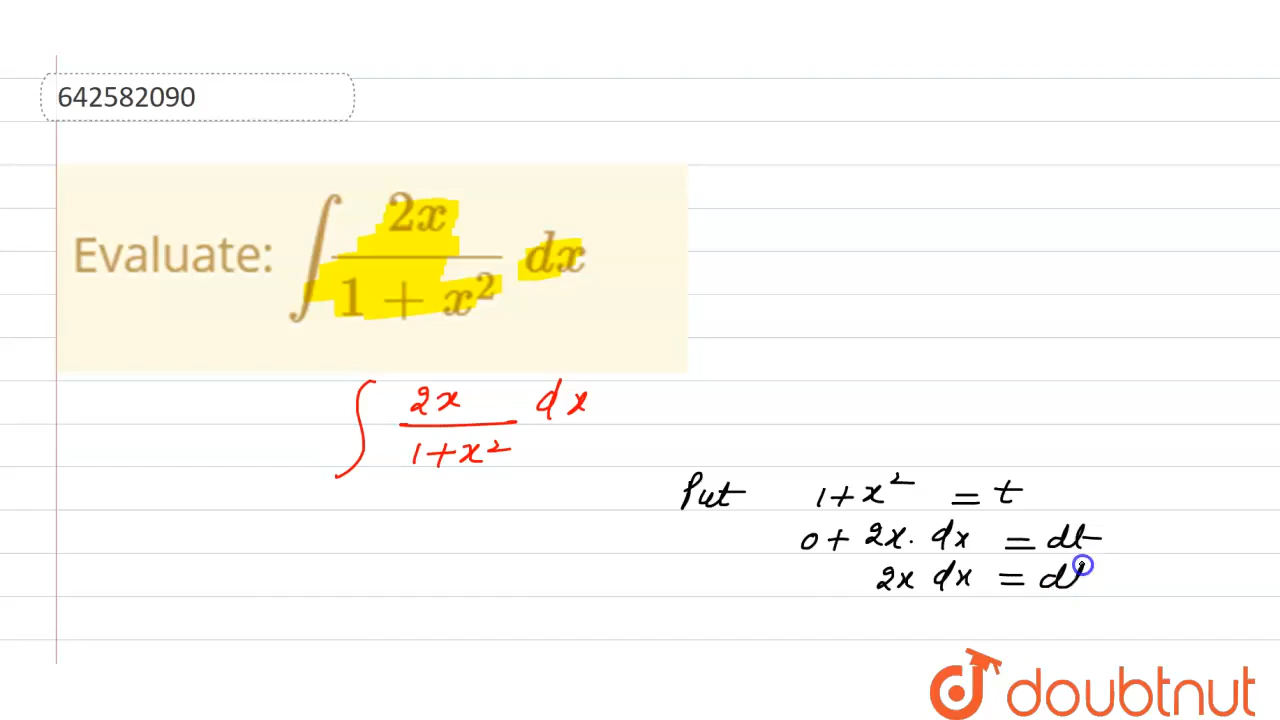 642582090
Evaluate: ∫ 2x / (1 + x²) dx
∫ 2x / (1+x²) dx
Put 1+x² = t
0+ 2x. dx = dt
2x dx = dt
doubtnut